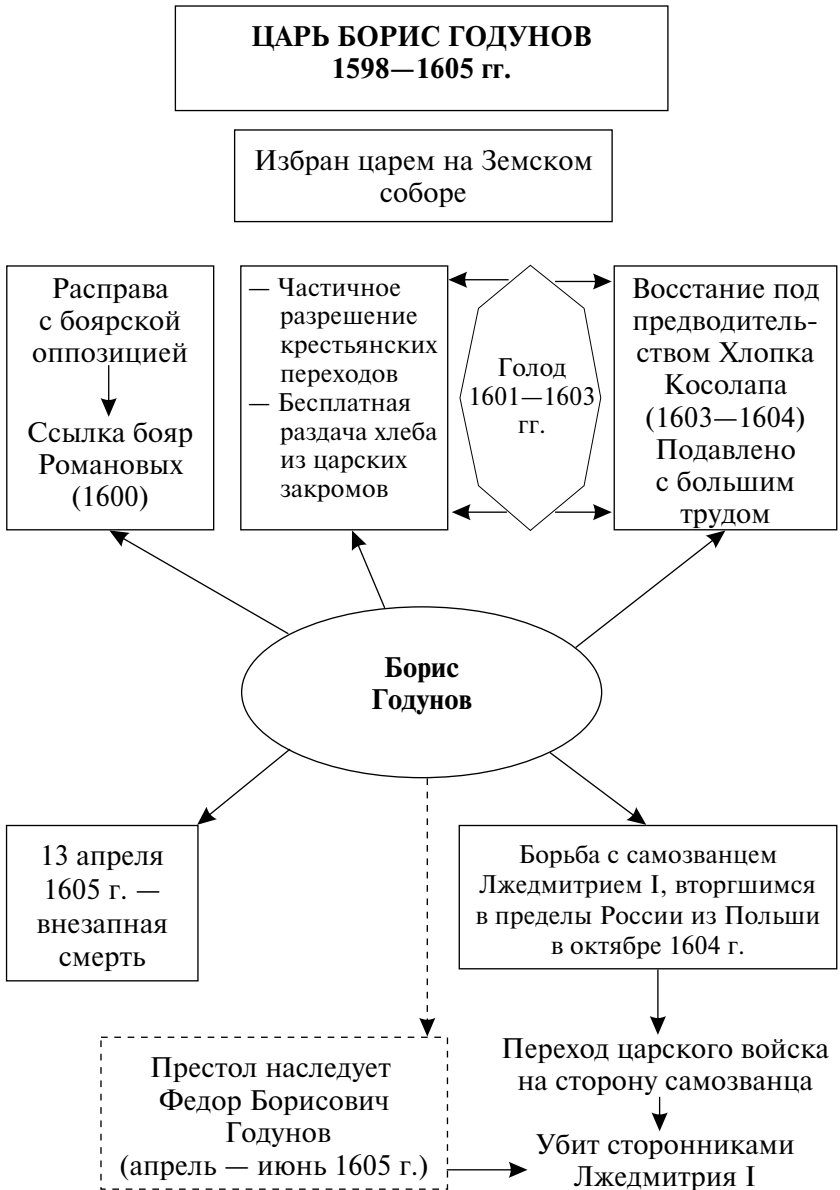 ЦАРЬ БОРИС ГОДУНОВ
1598—1605 гг.
Избран царем на Земском
соборе
Расправа
с боярской
оппозицией
Ссылка бояр
Романовых
(1600)
— Частичное
разрешение
крестьянских
переходов
— Бесплатная
раздача хлеба
из царских
закромов
Голод
1601—1603
гг.
Восстание под
предводитель-
ством Хлопка
Косолапа
(1603—1604)
Подавлено
с большим
трудом
Борис
Годунов
13 апреля
1605 г. —
внезапная
смерть
Борьба с самозванцем
Лжедмитрием I, вторгшимся
в пределы России из Польши
в октябре 1604 г.
Престол наследует
Федор Борисович
Годунов
(апрель — июнь 1605 г.)
Переход царского войска
на сторону самозванца
Убит сторонниками
Лжедмитрия I